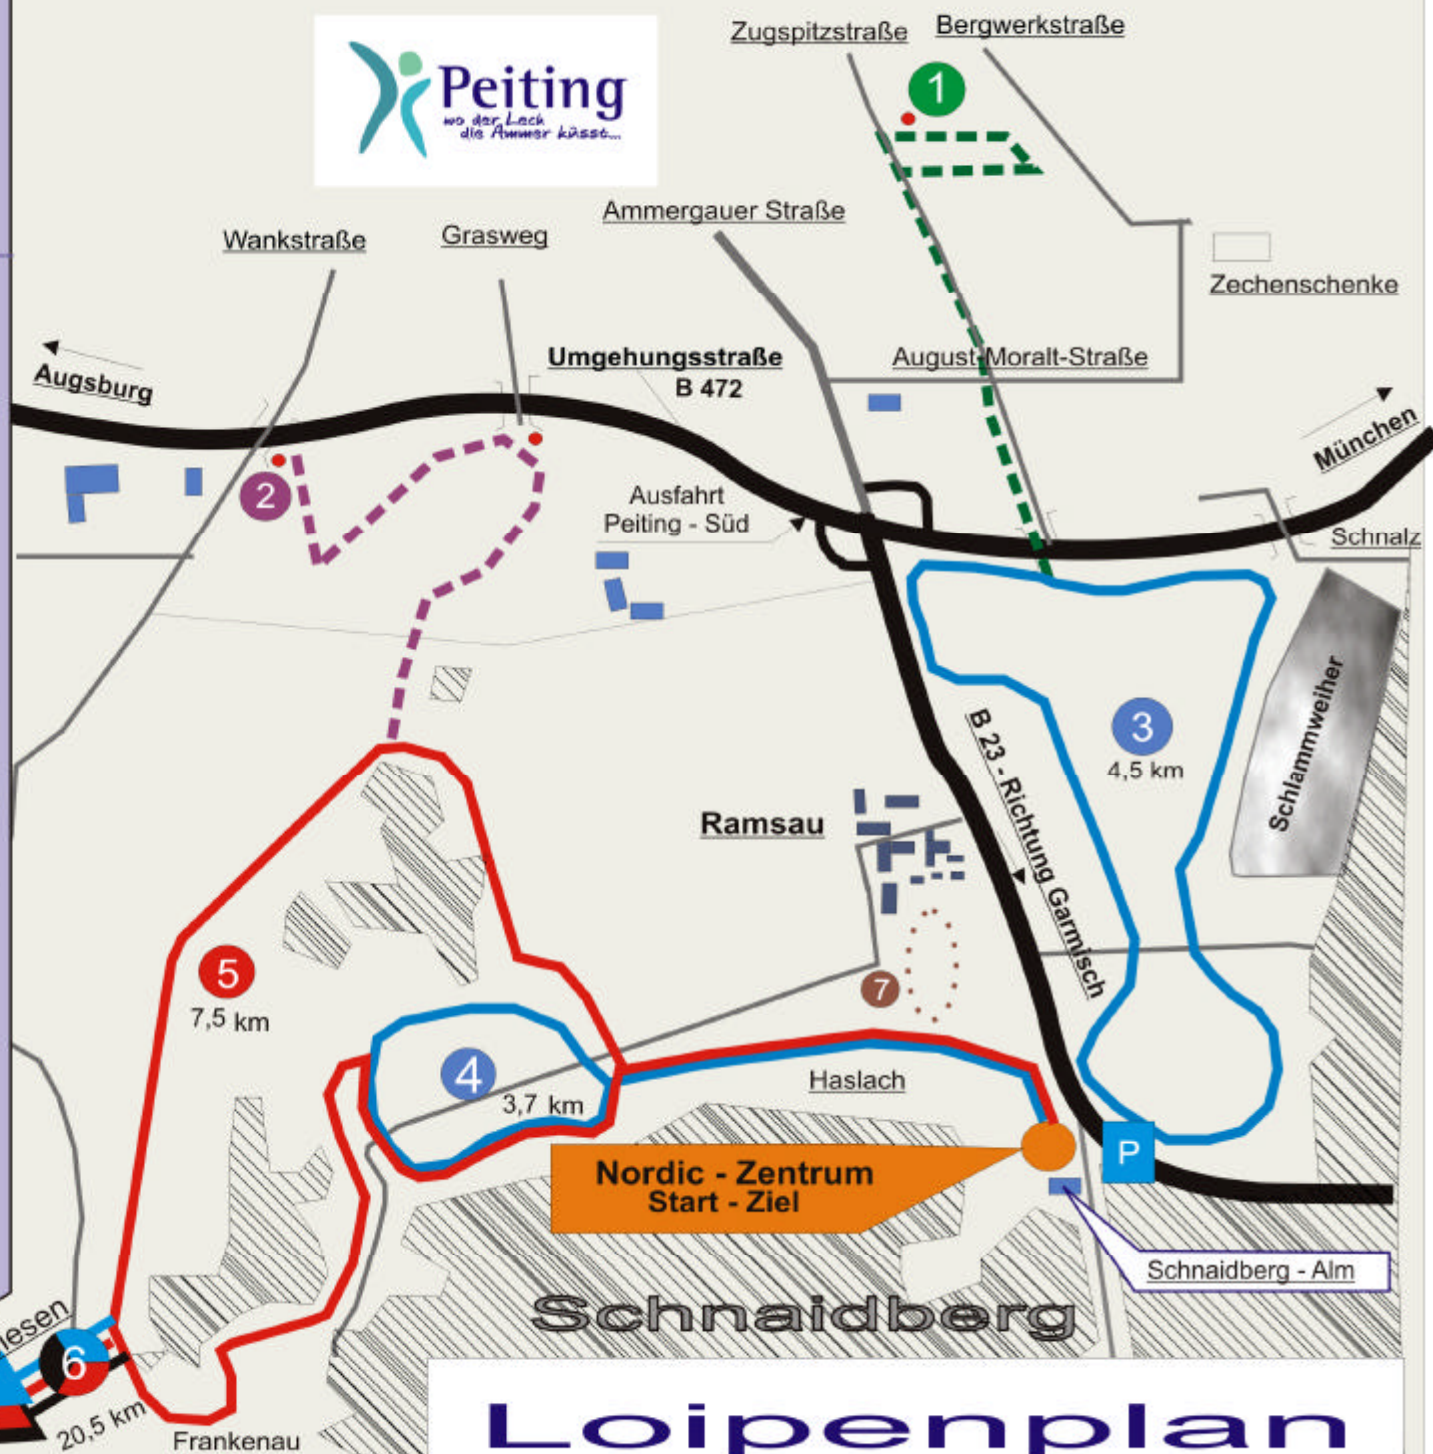 Zugspitzstraße
Bergwerkstraße
1
Peiting
wo der Lech
die Ammer küsst...
Ammergauer Straße
Wankstraße
Grasweg
Zechenschenke
Umgehungsstraße
B 472
August-Moralt-Straße
Augsburg
München
2
Ausfahrt
Peiting - Süd
Schnalz
3
4,5 km
Schlammweiher
B 23 - Richtung Garmisch
Ramsau
5
7,5 km
7
4
3,7 km
Haslach
Nordic - Zentrum
Start - Ziel
P
Schnaidberg - Alm
Schnaidberg
6
20,5 km
Frankenau
Loipenplan